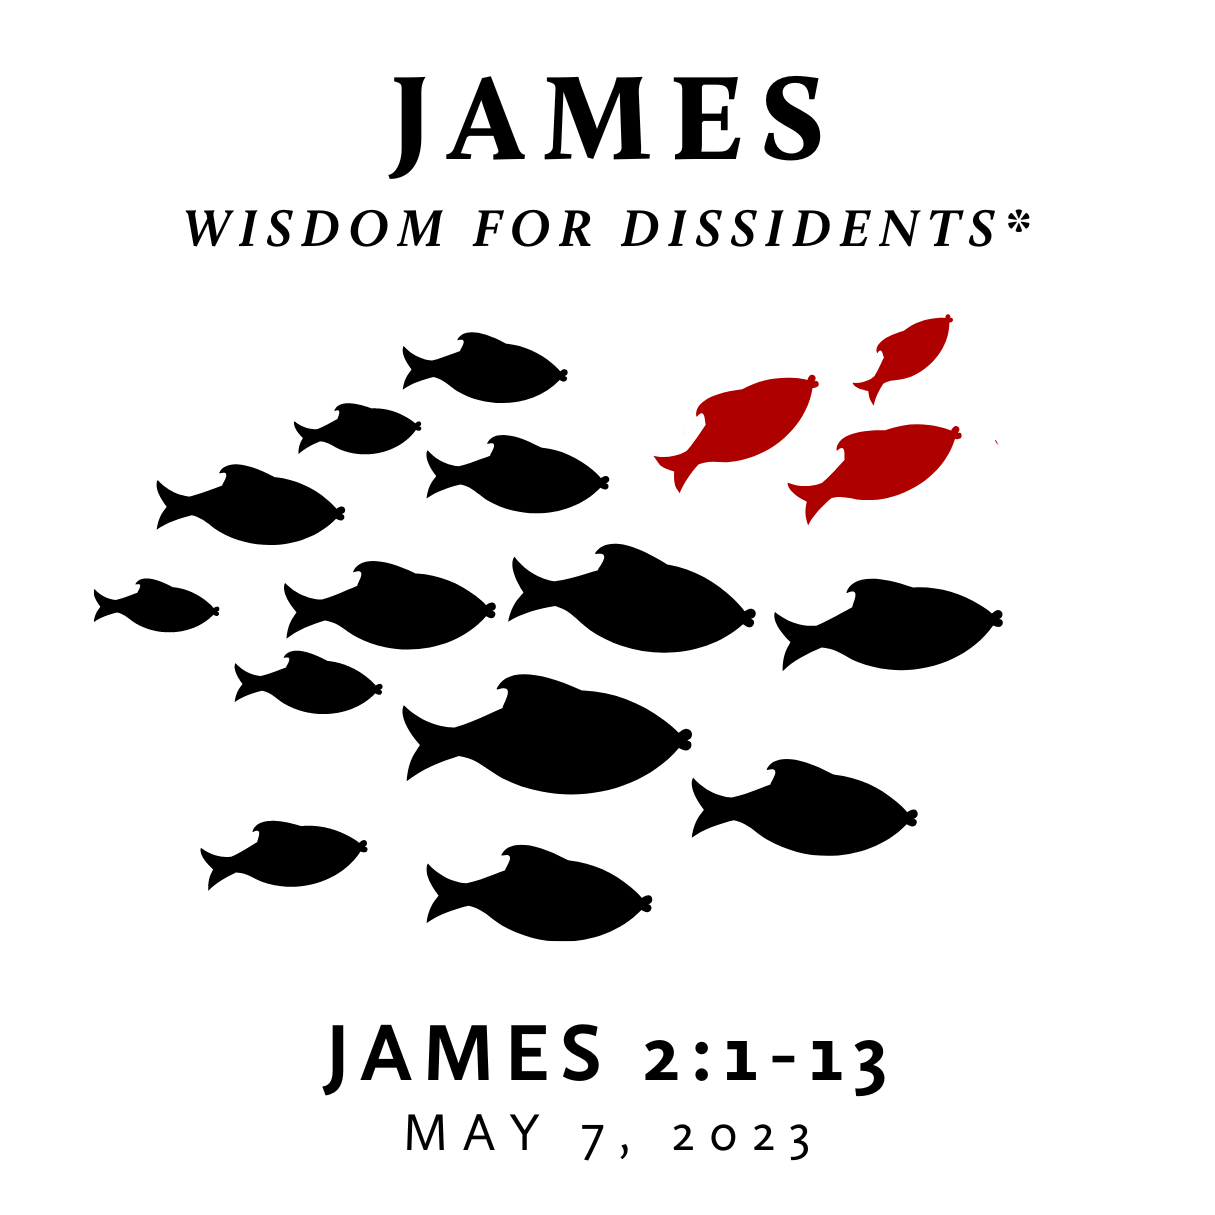 JAMES
WISDOM FOR DISSIDENTS*
JAMES 2:1-13
MAY 7, 2023